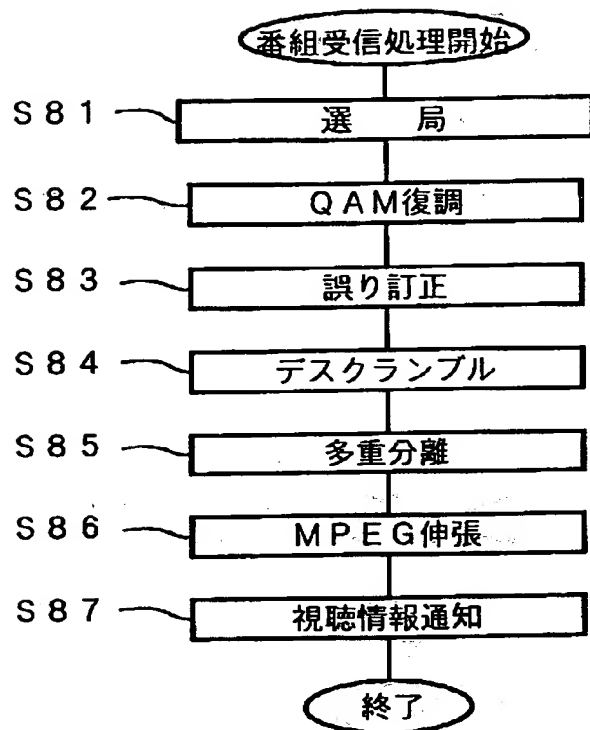 番組受信処理開始
S81 選局
S82 QAM復調
S83 誤り訂正
S84 デスクランブル
S85 多重分離
S86 MPEG伸張
S87 視聴情報通知
終了